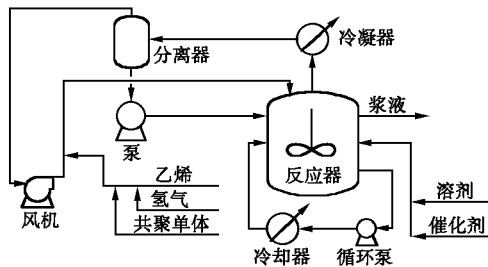 冷凝器
分离器
泵
浆液
反应器
乙烯
氢气
共聚单体
风机
溶剂
催化剂
冷却器
循环泵